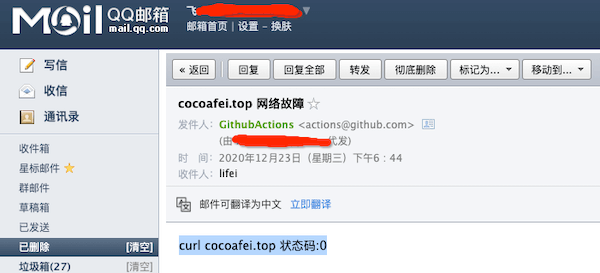 MOil QQ邮箱
mail.qq.com
飞
邮箱首页 | 设置 - 换肤
写信
收信
通讯录
收件箱
星标邮件
群邮件
草稿箱
已发送
已删除 [清空]
垃圾箱(27) [清空]
« 返回 回复 回复全部 转发 彻底删除 标记为... 移动到...
cocoafei.top 网络故障
发件人: GithubActions <actions@github.com>
(由 代发)
时 间: 2020年12月23日 (星期三) 下午6:44
收件人: lifei
邮件可翻译为中文 立即翻译
curl cocoafei.top 状态码:0